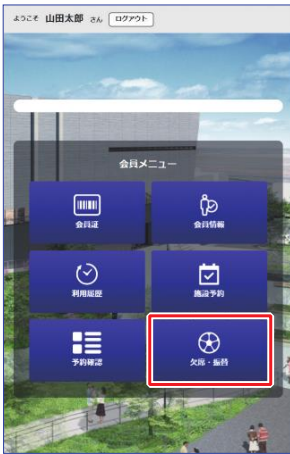 ようこそ 山田太郎 さん ログアウト
会員メニュー
会員証 会員情報
利用履歴 施設予約
予約確認 欠席・振替